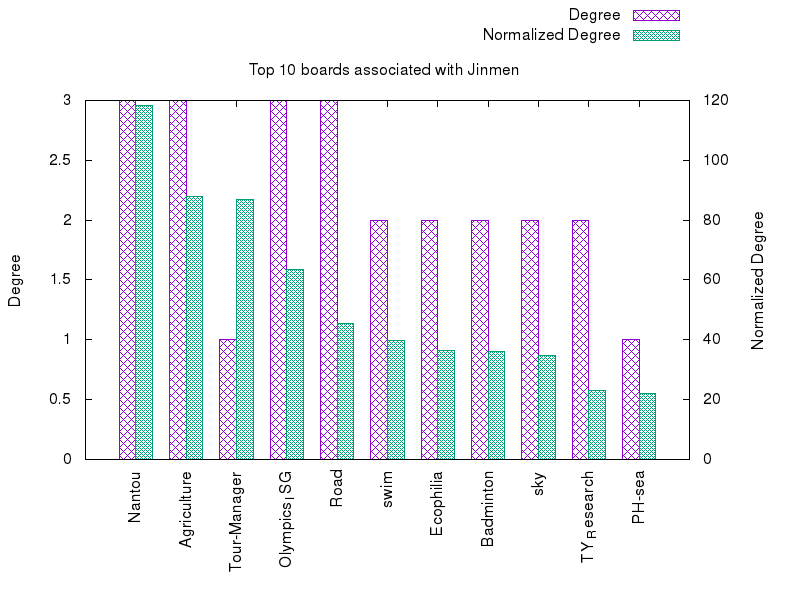 Degree
Normalized Degree
Top 10 boards associated with Jinmen
3
2.5
2
1.5
1
0.5
0
120
100
80
60
40
20
0
Degree
Normalized Degree
Nantou
Agriculture
Tour-Manager
Olympics_ISG
Road
swim
Ecophilia
Badminton
sky
TY_Research
PH-sea